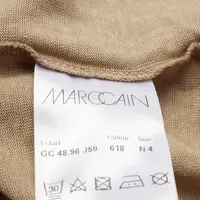 MARCCAIN
Colour Size
GC 48.96 J59 618 N 4
30